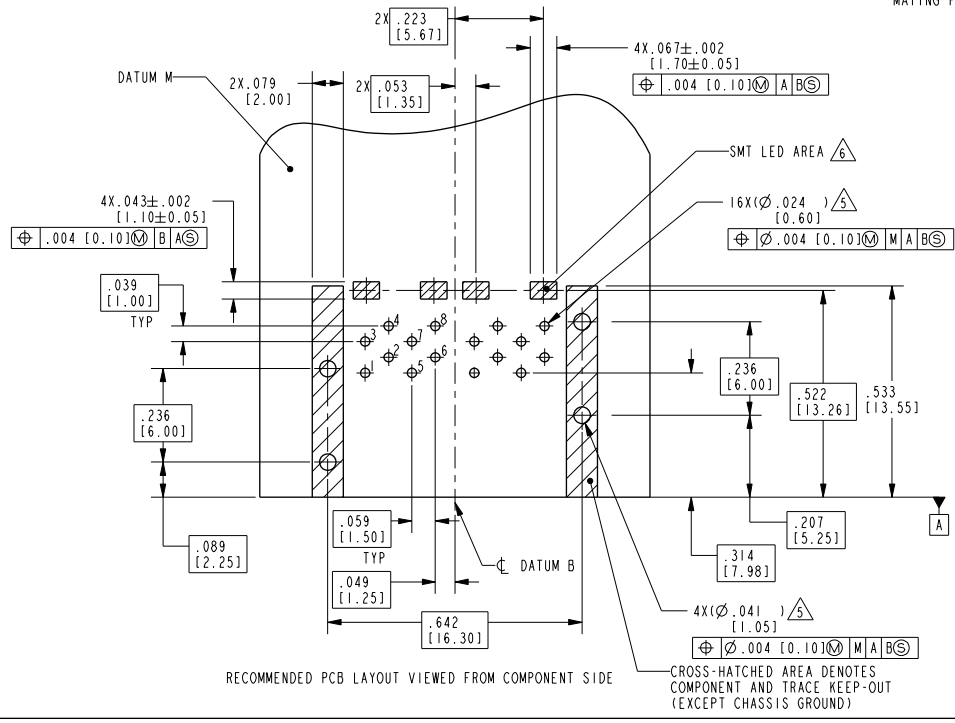 MATING F
2X .223
[5.67]
4X.067±.002
[1.70±0.05]
⌖ .004 [0.10]Ⓜ A BⓈ
DATUM M
2X.079
[2.00]
2X .053
[1.35]
SMT LED AREA 6
4X.043±.002
[1.10±0.05]
⌖ .004 [0.10]Ⓜ B AⓈ
16X(Ø.024 ) 5
[0.60]
⌖ Ø.004 [0.10]Ⓜ M A BⓈ
.039
[1.00]
TYP
4 8
3 7
2 6
1 5
.236
[6.00]
.236
[6.00]
.522
[13.26]
.533
[13.55]
.089
[2.25]
.059
[1.50]
TYP
.049
[1.25]
℄ DATUM B
.207
[5.25]
A
.314
[7.98]
.642
[16.30]
4X(Ø.041 ) 5
[1.05]
⌖ Ø.004 [0.10]Ⓜ M A BⓈ
RECOMMENDED PCB LAYOUT VIEWED FROM COMPONENT SIDE
CROSS-HATCHED AREA DENOTES
COMPONENT AND TRACE KEEP-OUT
(EXCEPT CHASSIS GROUND)